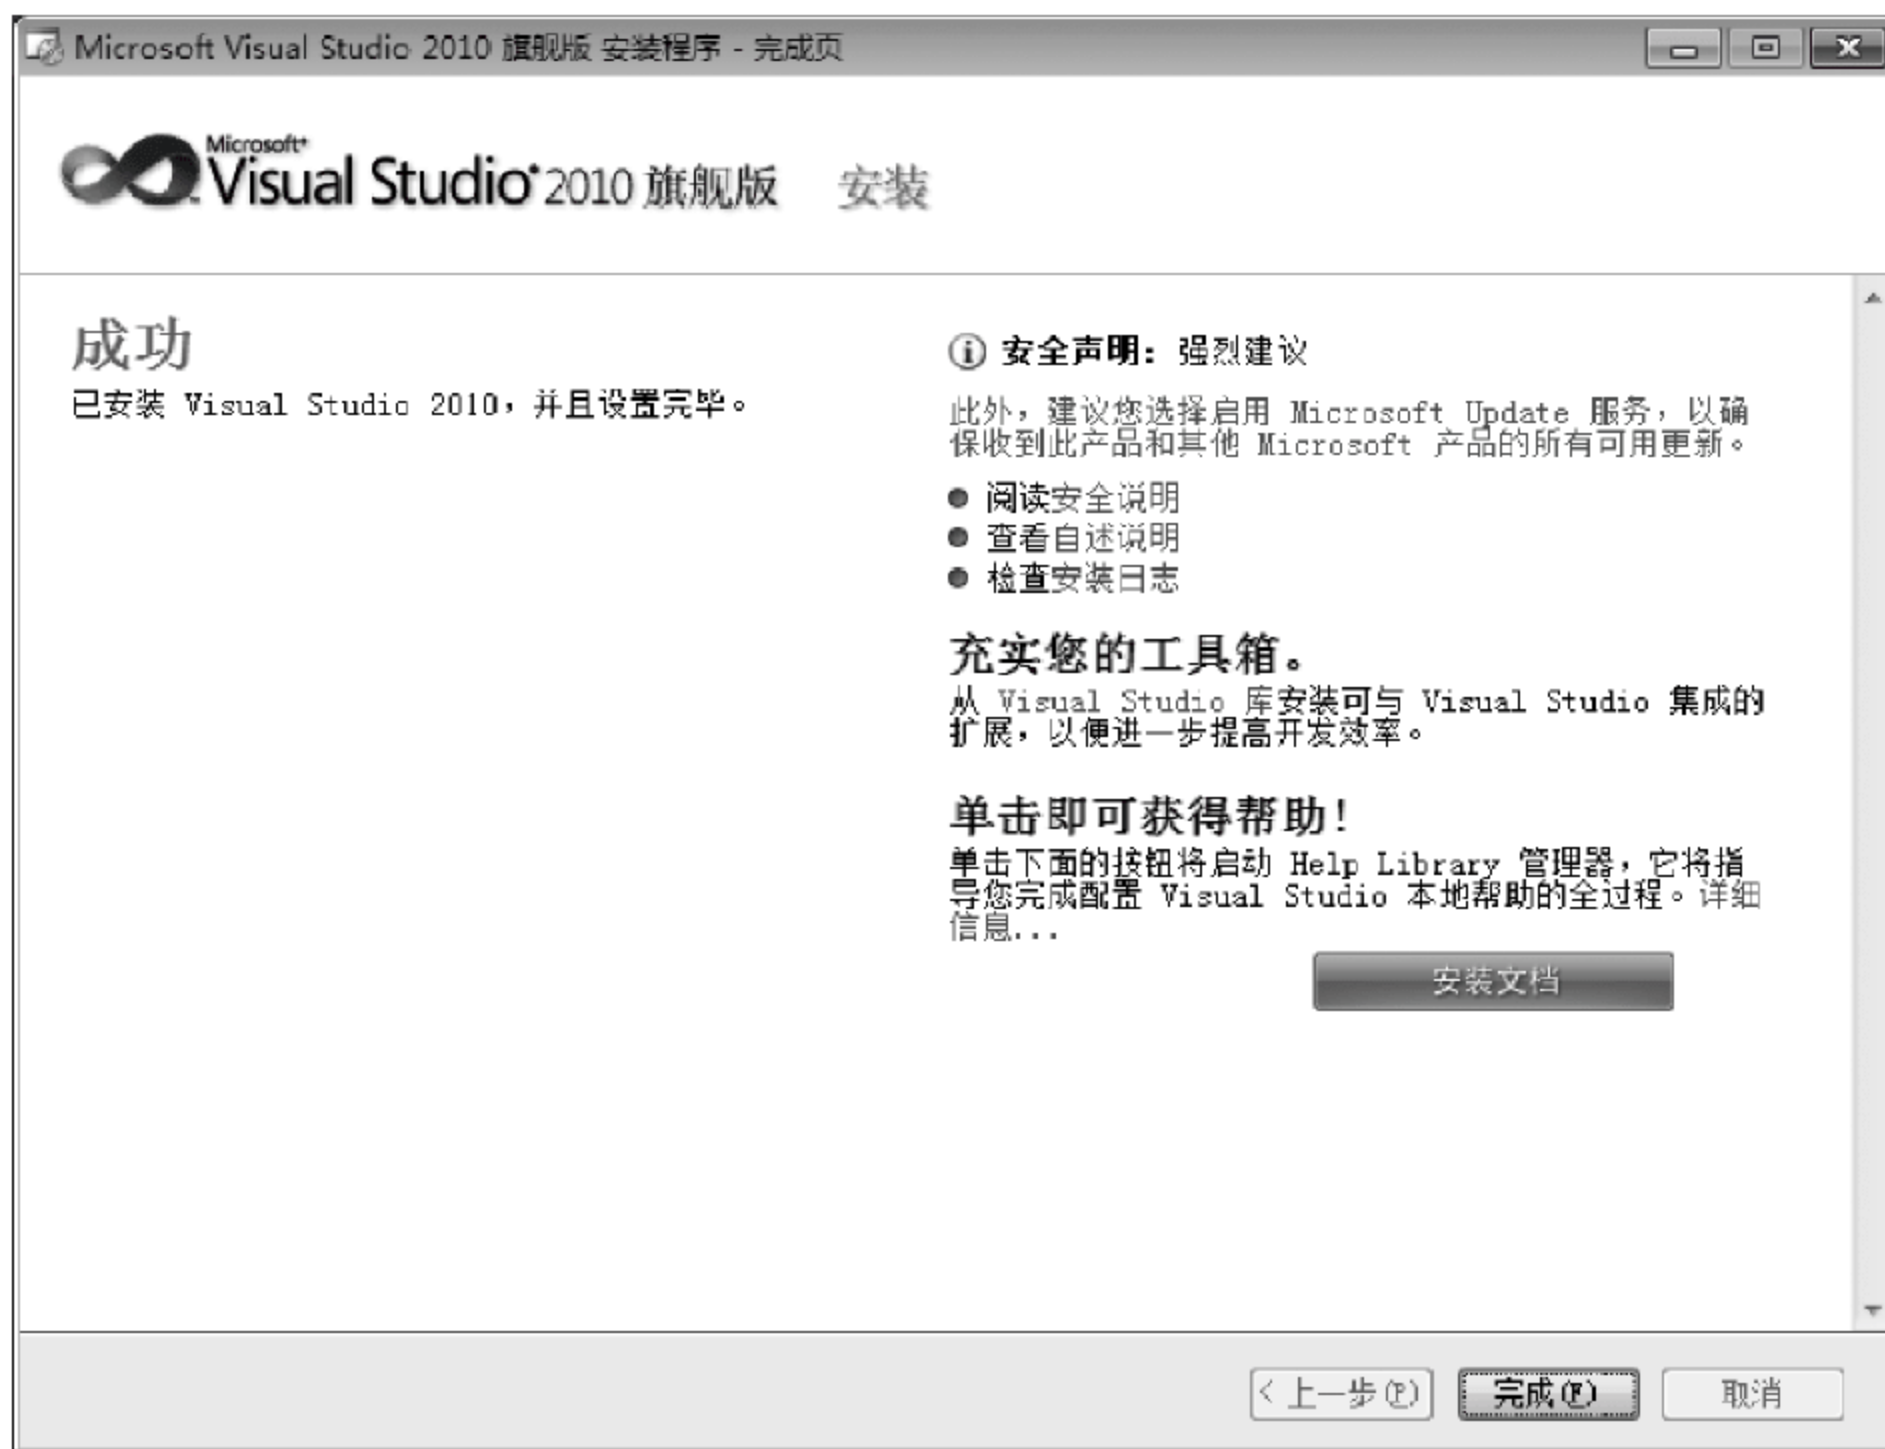 Microsoft Visual Studio 2010 旗舰版 安装程序 - 完成页
Microsoft
Visual Studio 2010 旗舰版 安装
成功
已安装 Visual Studio 2010，并且设置完毕。
安全声明：强烈建议
此外，建议您选择启用 Microsoft Update 服务，以确
保收到此产品和其他 Microsoft 产品的所有可用更新。
阅读安全说明
查看自述说明
检查安装日志
充实您的工具箱。
从 Visual Studio 库安装可与 Visual Studio 集成的
扩展，以便进一步提高开发效率。
单击即可获得帮助！
单击下面的按钮将启动 Help Library 管理器，它将指
导您完成配置 Visual Studio 本地帮助的全过程。详细
信息...
安装文档
< 上一步(P) 完成(F) 取消